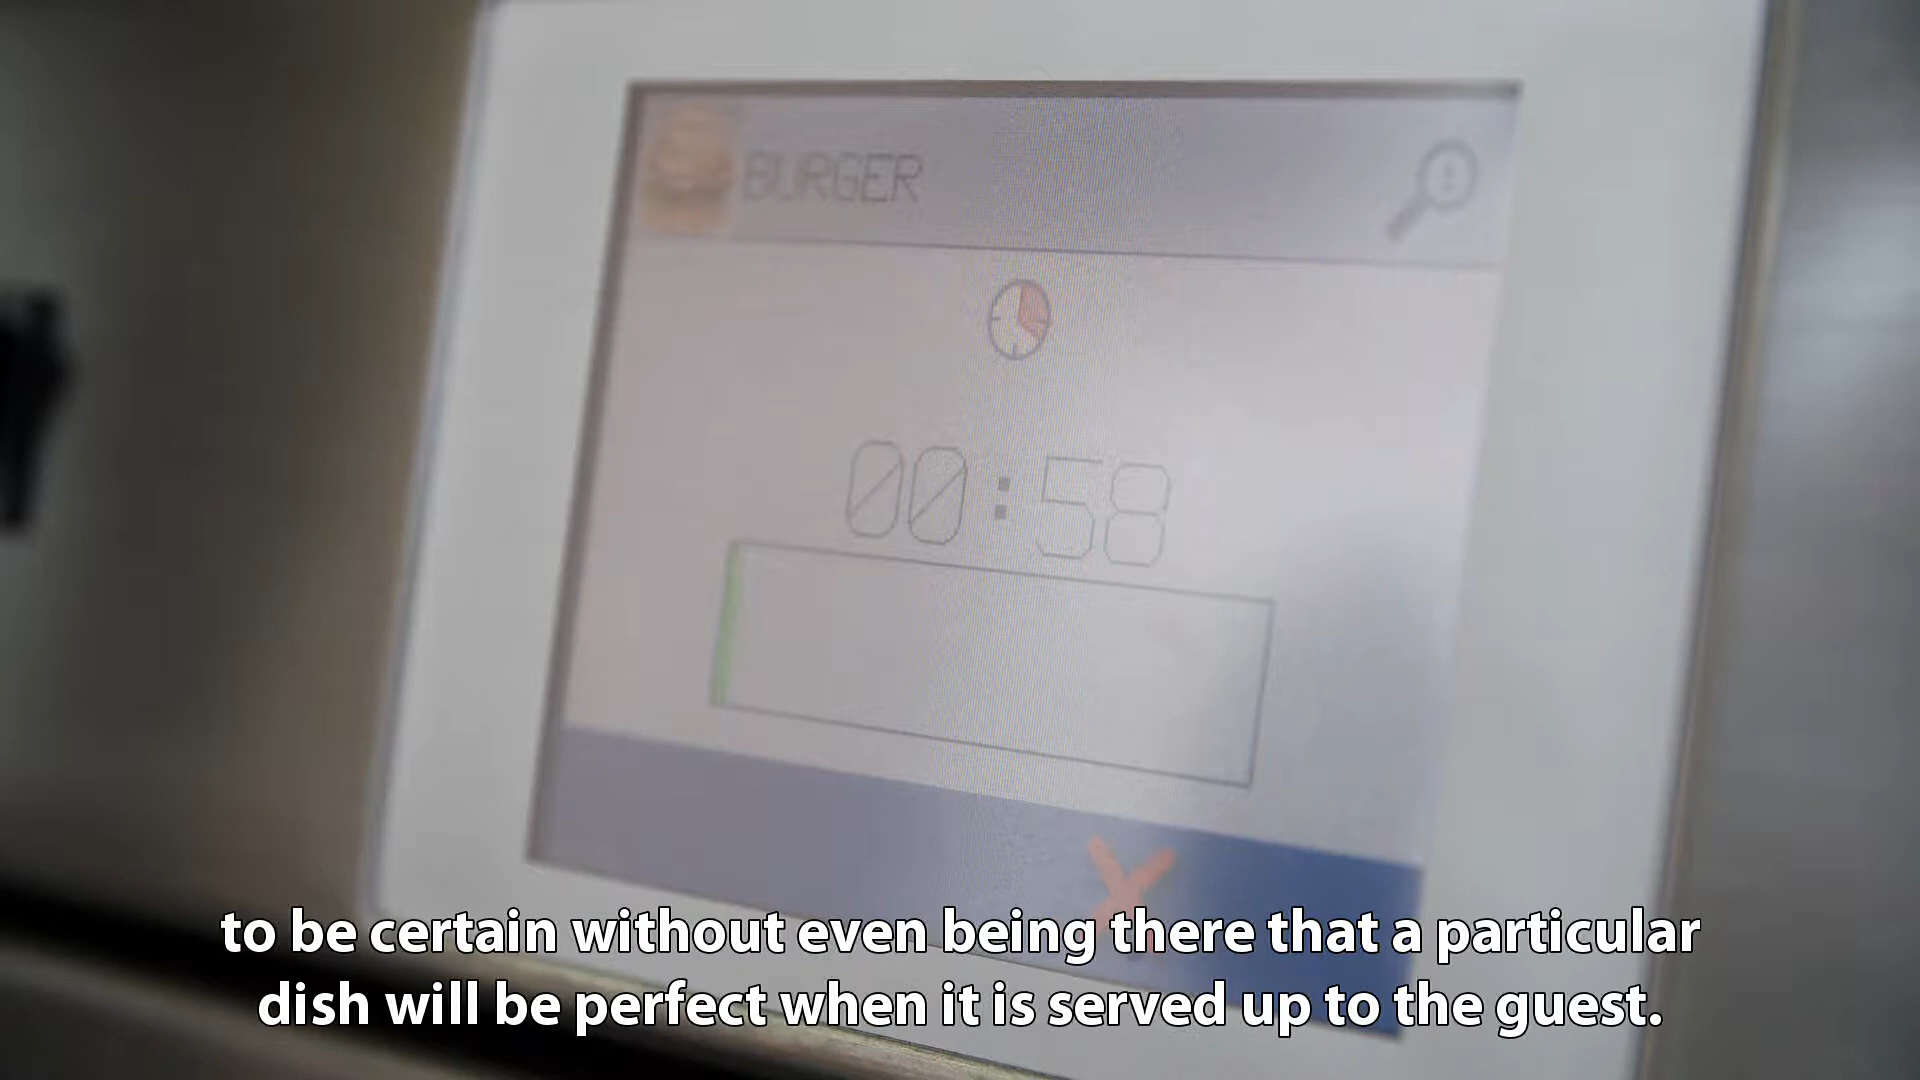 BURGER
00:58
to be certain without even being there that a particular
dish will be perfect when it is served up to the guest.